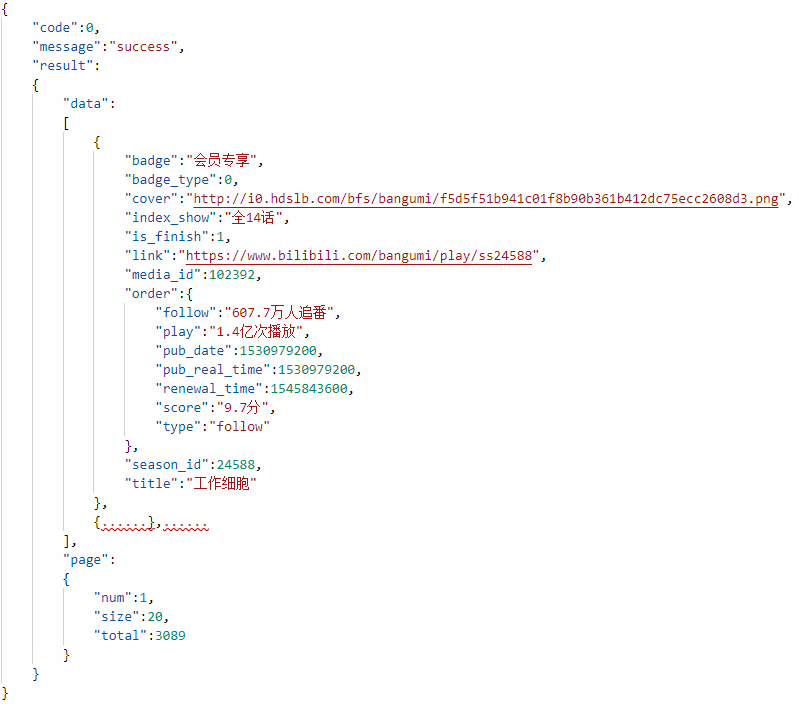 {
"code":0,
"message":"success",
"result":
{
"data":
[
{
"badge":"会员专享",
"badge_type":0,
"cover":"http://i0.hdslb.com/bfs/bangumi/f5d5f51b941c01f8b90b361b412dc75ecc2608d3.png",
"index_show":"全14话",
"is_finish":1,
"link":"https://www.bilibili.com/bangumi/play/ss24588",
"media_id":102392,
"order":{
"follow":"607.7万人追番",
"play":"1.4亿次播放",
"pub_date":1530979200,
"pub_real_time":1530979200,
"renewal_time":1545843600,
"score":"9.7分",
"type":"follow"
},
"season_id":24588,
"title":"工作细胞"
},
{......},......
],
"page":
{
"num":1,
"size":20,
"total":3089
}
}
}